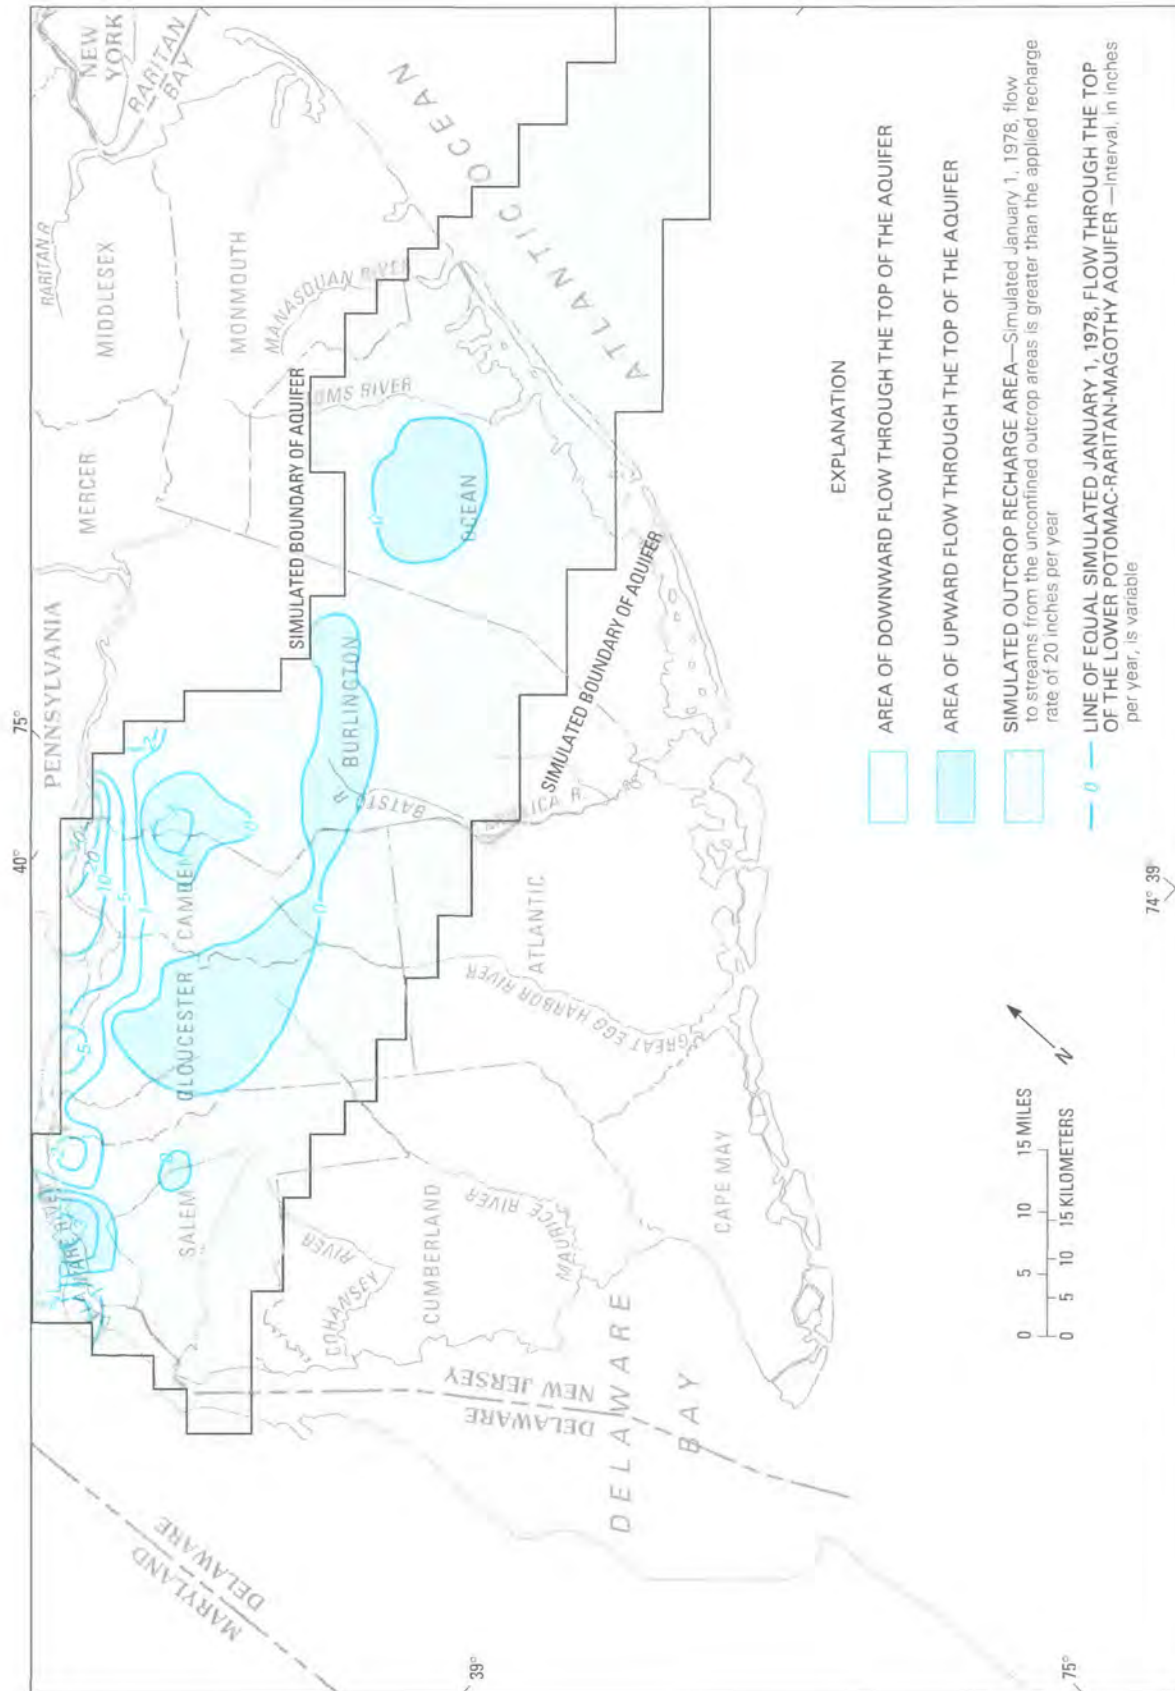 NEW
YORK
RARITAN
BAY
RARITAN R
MIDDLESEX
MONMOUTH
MANASQUAN RIVER
MERCER
PENNSYLVANIA
75°
40°
SIMULATED BOUNDARY OF AQUIFER
OMS RIVER
ATLANTIC OCEAN
OCEAN
0
BURLINGTON
BATSTO R
0
CAMDEN
GLOUCESTER
20
10
5
1
5
SALEM
SIMULATED BOUNDARY OF AQUIFER
ATLANTIC
GREAT EGG HARBOR RIVER
CAPE MAY
CUMBERLAND
MAURICE RIVER
COHANSEY
RIVER
DELAWARE
BAY
NEW JERSEY
DELAWARE
MARYLAND
DELAWARE
39°
75°
74° 39°
N
0 5 10 15 MILES
0 5 10 15 KILOMETERS
EXPLANATION
AREA OF DOWNWARD FLOW THROUGH THE TOP OF THE AQUIFER
AREA OF UPWARD FLOW THROUGH THE TOP OF THE AQUIFER
SIMULATED OUTCROP RECHARGE AREA—Simulated January 1, 1978, flow
to streams from the unconfined outcrop areas is greater than the applied recharge
rate of 20 inches per year
0 LINE OF EQUAL SIMULATED JANUARY 1, 1978, FLOW THROUGH THE TOP
OF THE LOWER POTOMAC-RARITAN-MAGOTHY AQUIFER —Interval, in inches
per year, is variable